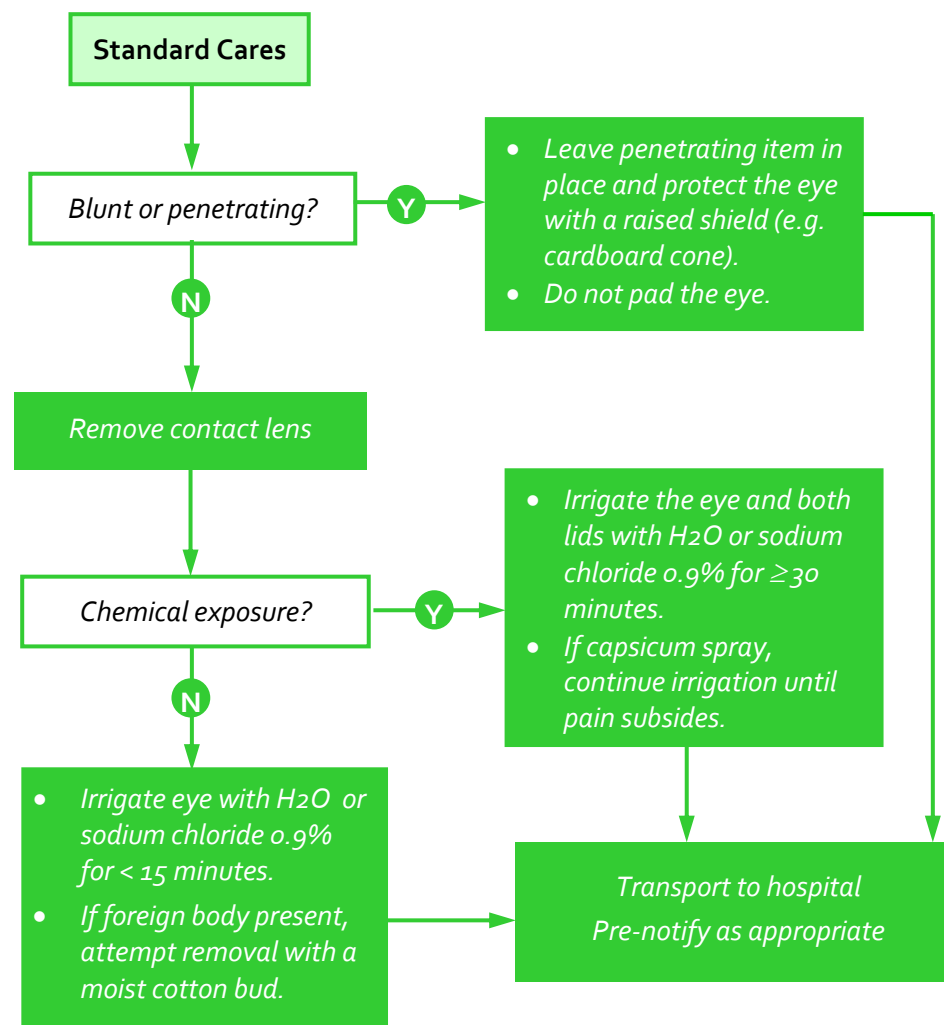 Standard Cares
Blunt or penetrating?
Y
• Leave penetrating item in
place and protect the eye
with a raised shield (e.g.
cardboard cone).
• Do not pad the eye.
N
Remove contact lens
Chemical exposure?
Y
• Irrigate the eye and both
lids with H2O or sodium
chloride 0.9% for ≥30
minutes.
• If capsicum spray,
continue irrigation until
pain subsides.
N
• Irrigate eye with H2O or
sodium chloride 0.9%
for < 15 minutes.
• If foreign body present,
attempt removal with a
moist cotton bud.
Transport to hospital
Pre-notify as appropriate